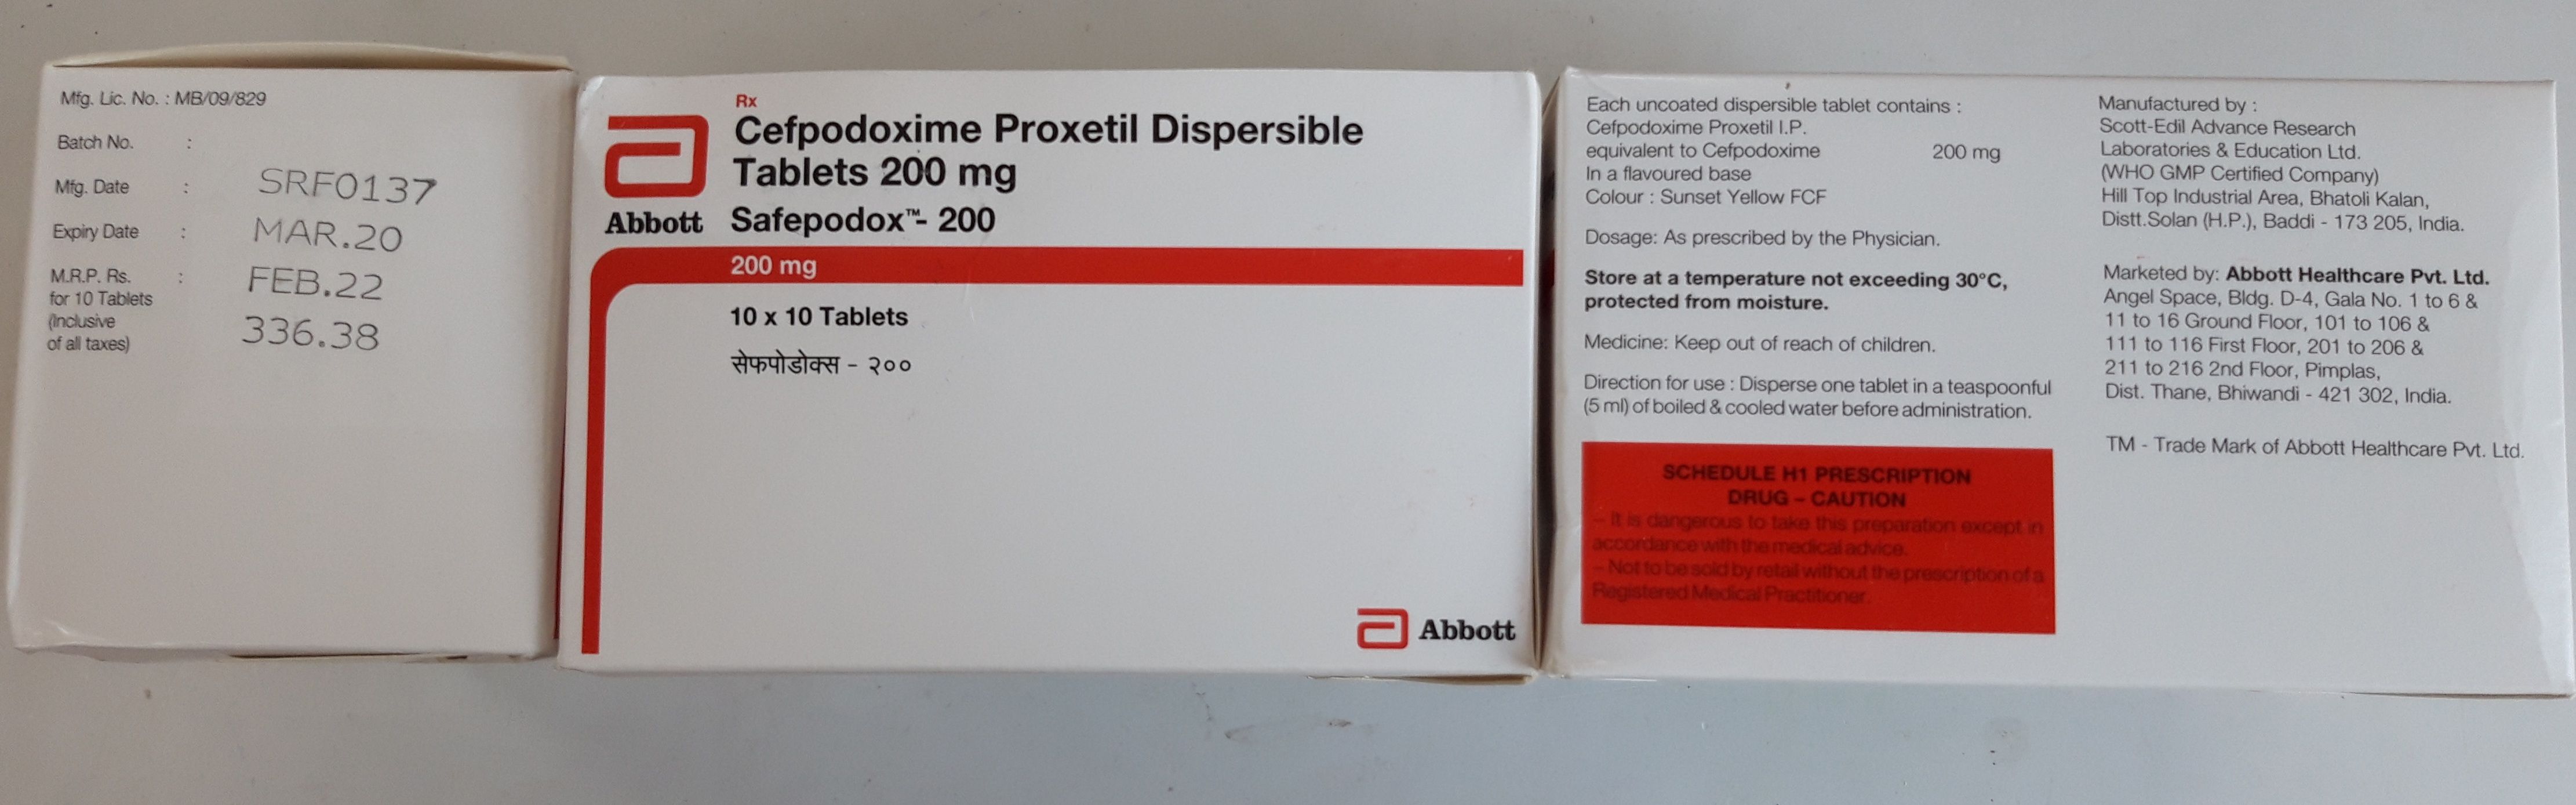 Mfg. Lic. No. : MB/09/829
Batch No. :
Mfg. Date : SRF0137
Expiry Date : MAR.20
M.R.P. Rs. : FEB.22
for 10 Tablets
(Inclusive 336.38
of all taxes)
Rx
Cefpodoxime Proxetil Dispersible
Tablets 200 mg
Abbott Safepodox™- 200
200 mg
10 x 10 Tablets
सेफपोडोक्स - २००
Abbott
Each uncoated dispersible tablet contains :
Cefpodoxime Proxetil I.P.
equivalent to Cefpodoxime 200 mg
In a flavoured base
Colour : Sunset Yellow FCF
Dosage: As prescribed by the Physician.
Store at a temperature not exceeding 30°C,
protected from moisture.
Medicine: Keep out of reach of children.
Direction for use : Disperse one tablet in a teaspoonful
(5 ml) of boiled & cooled water before administration.
SCHEDULE H1 PRESCRIPTION
DRUG – CAUTION
– It is dangerous to take this preparation except in
accordance with the medical advice.
– Not to be sold by retail without the prescription of a
Registered Medical Practitioner.
Manufactured by :
Scott-Edil Advance Research
Laboratories & Education Ltd.
(WHO GMP Certified Company)
Hill Top Industrial Area, Bhatoli Kalan,
Distt.Solan (H.P.), Baddi - 173 205, India.
Marketed by: Abbott Healthcare Pvt. Ltd.
Angel Space, Bldg. D-4, Gala No. 1 to 6 &
11 to 16 Ground Floor, 101 to 106 &
111 to 116 First Floor, 201 to 206 &
211 to 216 2nd Floor, Pimplas,
Dist. Thane, Bhiwandi - 421 302, India.
TM - Trade Mark of Abbott Healthcare Pvt. Ltd.